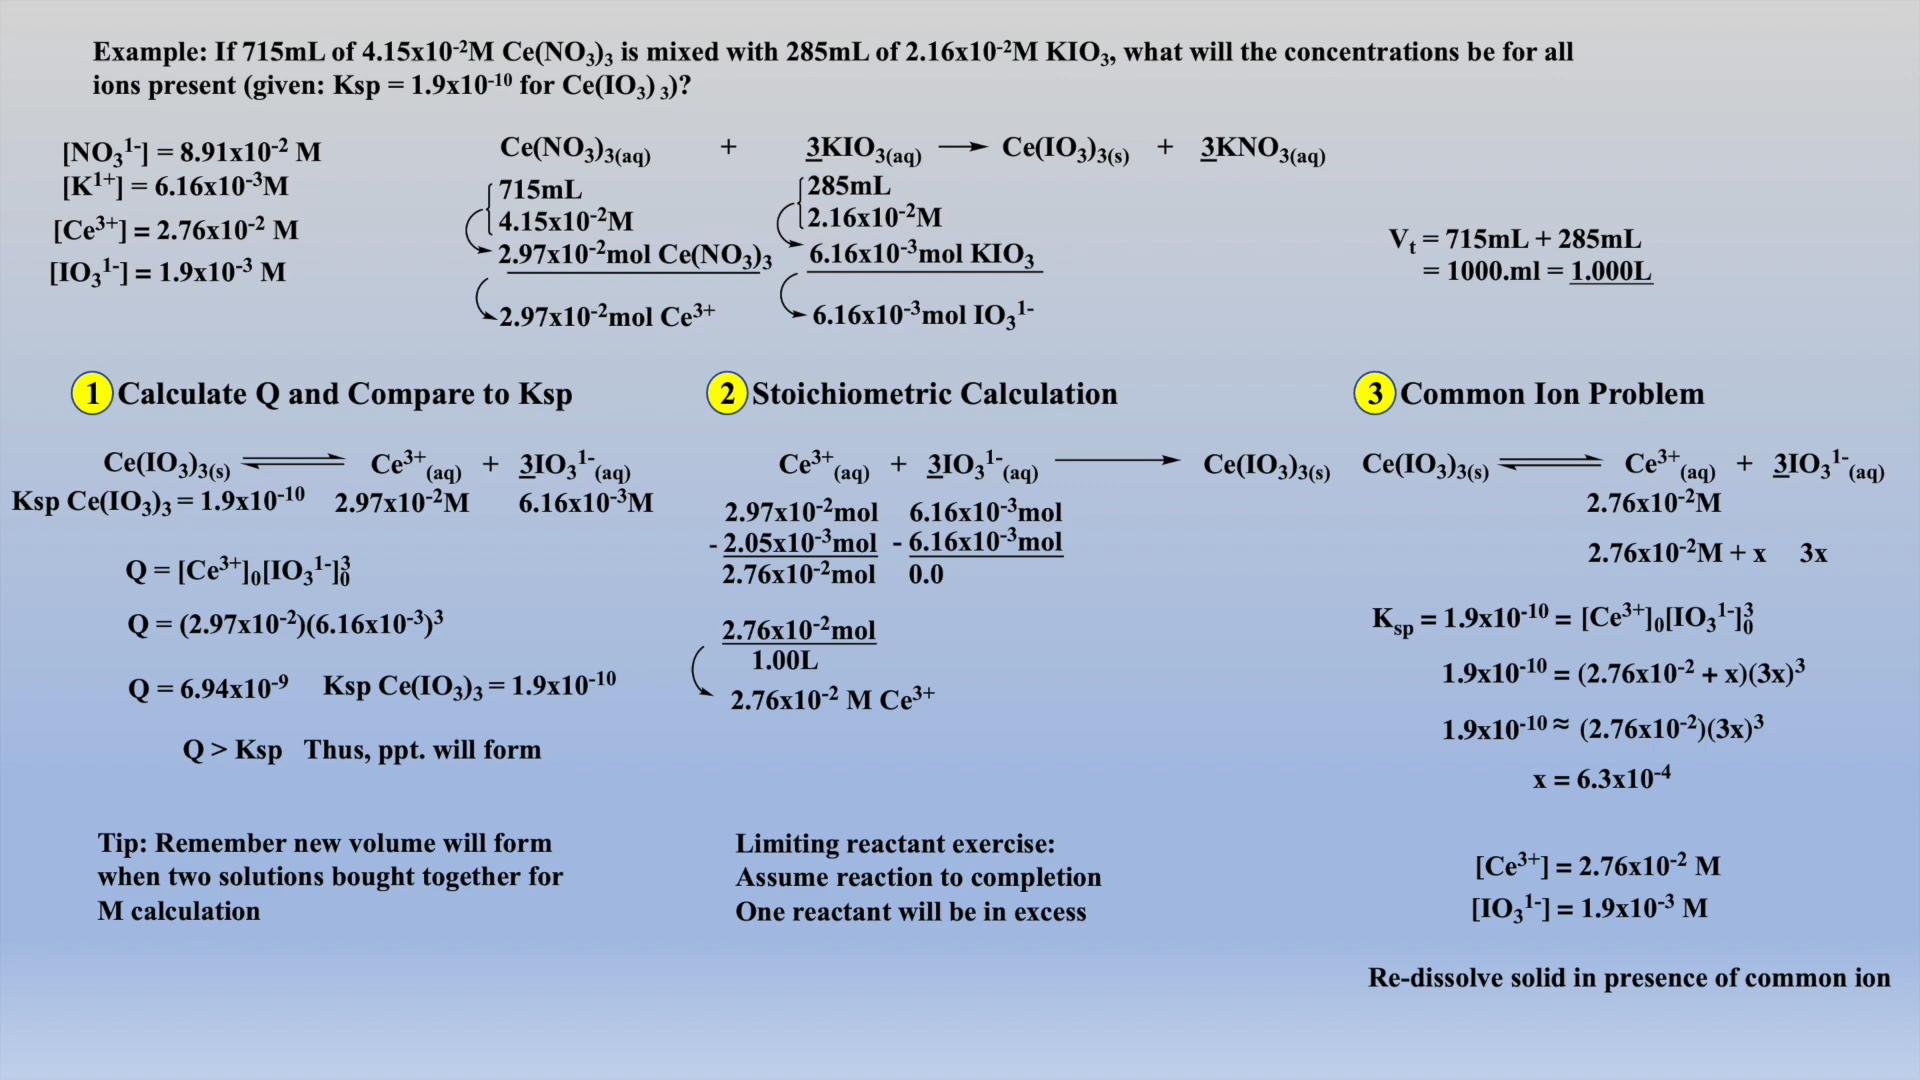 Example: If 715mL of 4.15x10⁻²M Ce(NO₃)₃ is mixed with 285mL of 2.16x10⁻²M KIO₃, what will the concentrations be for all
ions present (given: Ksp = 1.9x10⁻¹⁰ for Ce(IO₃) ₃)?
[NO₃¹⁻] = 8.91x10⁻² M
[K¹⁺] = 6.16x10⁻³M
[Ce³⁺] = 2.76x10⁻² M
[IO₃¹⁻] = 1.9x10⁻³ M
Ce(NO₃)₃(aq) + 3KIO₃(aq) ⟶ Ce(IO₃)₃(s) + 3KNO₃(aq)
715mL 285mL
4.15x10⁻²M 2.16x10⁻²M
2.97x10⁻²mol Ce(NO₃)₃ 6.16x10⁻³mol KIO₃
2.97x10⁻²mol Ce³⁺ 6.16x10⁻³mol IO₃¹⁻
Vₜ = 715mL + 285mL
= 1000.ml = 1.000L
1 Calculate Q and Compare to Ksp
Ce(IO₃)₃(s) ⇌ Ce³⁺(aq) + 3IO₃¹⁻(aq)
Ksp Ce(IO₃)₃ = 1.9x10⁻¹⁰ 2.97x10⁻²M 6.16x10⁻³M
Q = [Ce³⁺]₀[IO₃¹⁻]₀³
Q = (2.97x10⁻²)(6.16x10⁻³)³
Q = 6.94x10⁻⁹ Ksp Ce(IO₃)₃ = 1.9x10⁻¹⁰
Q > Ksp Thus, ppt. will form
Tip: Remember new volume will form
when two solutions bought together for
M calculation
2 Stoichiometric Calculation
Ce³⁺(aq) + 3IO₃¹⁻(aq) ⟶ Ce(IO₃)₃(s)
2.97x10⁻²mol 6.16x10⁻³mol
- 2.05x10⁻³mol - 6.16x10⁻³mol
2.76x10⁻²mol 0.0
2.76x10⁻²mol
1.00L
2.76x10⁻² M Ce³⁺
Limiting reactant exercise:
Assume reaction to completion
One reactant will be in excess
3 Common Ion Problem
Ce(IO₃)₃(s) ⇌ Ce³⁺(aq) + 3IO₃¹⁻(aq)
2.76x10⁻²M
2.76x10⁻²M + x 3x
Ksp = 1.9x10⁻¹⁰ = [Ce³⁺]₀[IO₃¹⁻]₀³
1.9x10⁻¹⁰ = (2.76x10⁻² + x)(3x)³
1.9x10⁻¹⁰ ≈ (2.76x10⁻²)(3x)³
x = 6.3x10⁻⁴
[Ce³⁺] = 2.76x10⁻² M
[IO₃¹⁻] = 1.9x10⁻³ M
Re-dissolve solid in presence of common ion